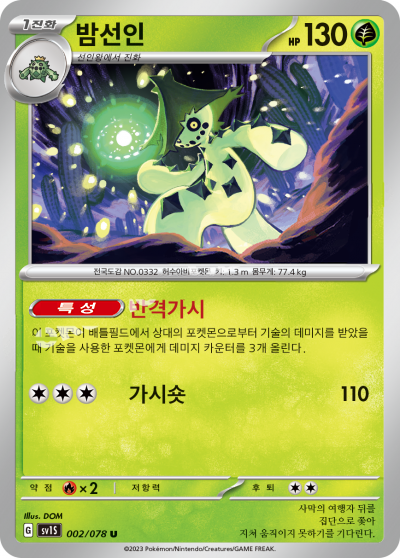 1진화 밤선인 HP 130
선인왕에서 진화
전국도감 NO.0332 허수아비포켓몬 키: 1.3 m 몸무게: 77.4 kg
특성 반격가시
이 포켓몬이 배틀필드에서 상대의 포켓몬으로부터 기술의 데미지를 받았을
때 기술을 사용한 포켓몬에게 데미지 카운터를 3개 올린다.
가시숏 110
약점 ×2 저항력 후퇴
Illus. DOM
G sv1S 002/078 U
사막의 여행자 뒤를
집단으로 쫓아
지쳐 움직이지 못하기를 기다린다.
©2023 Pokémon/Nintendo/Creatures/GAME FREAK.